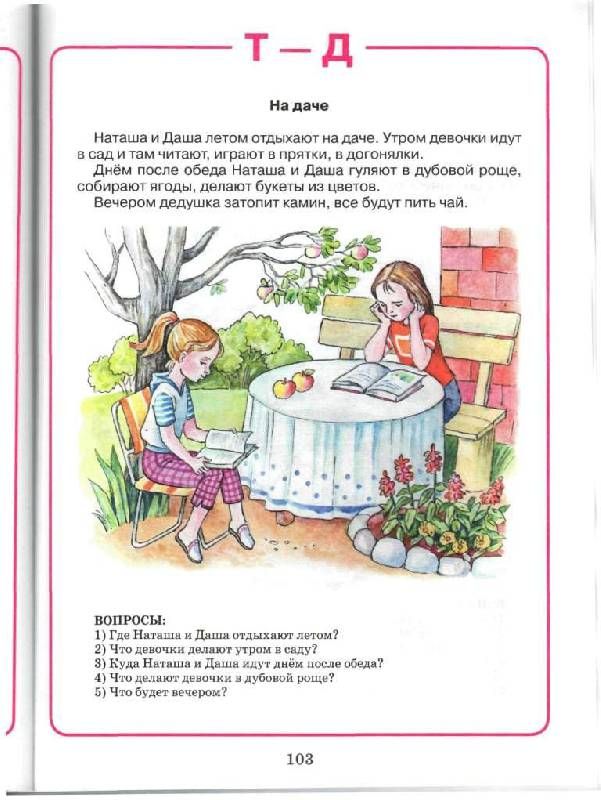 Т – Д
На даче
Наташа и Даша летом отдыхают на даче. Утром девочки идут
в сад и там читают, играют в прятки, в догонялки.
Днём после обеда Наташа и Даша гуляют в дубовой роще,
собирают ягоды, делают букеты из цветов.
Вечером дедушка затопит камин, все будут пить чай.
ВОПРОСЫ:
1) Где Наташа и Даша отдыхают летом?
2) Что девочки делают утром в саду?
3) Куда Наташа и Даша идут днём после обеда?
4) Что делают девочки в дубовой роще?
5) Что будет вечером?
103